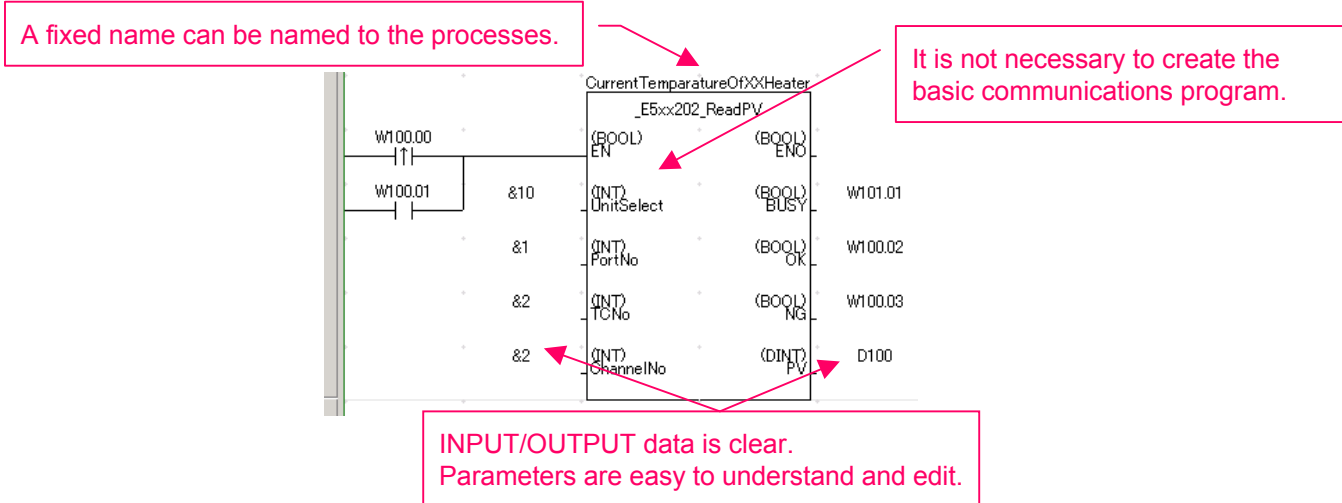 A fixed name can be named to the processes.
It is not necessary to create the
basic communications program.
CurrentTemparatureOfXXHeater
_E5xx202_ReadPV
W100.00
(BOOL)
EN
(BOOL)
ENO
W100.01
&10
(INT)
UnitSelect
(BOOL)
BUSY
W101.01
&1
(INT)
PortNo
(BOOL)
OK
W100.02
&2
(INT)
TCNo
(BOOL)
NG
W100.03
&2
(INT)
ChannelNo
(DINT)
PV
D100
INPUT/OUTPUT data is clear.
Parameters are easy to understand and edit.